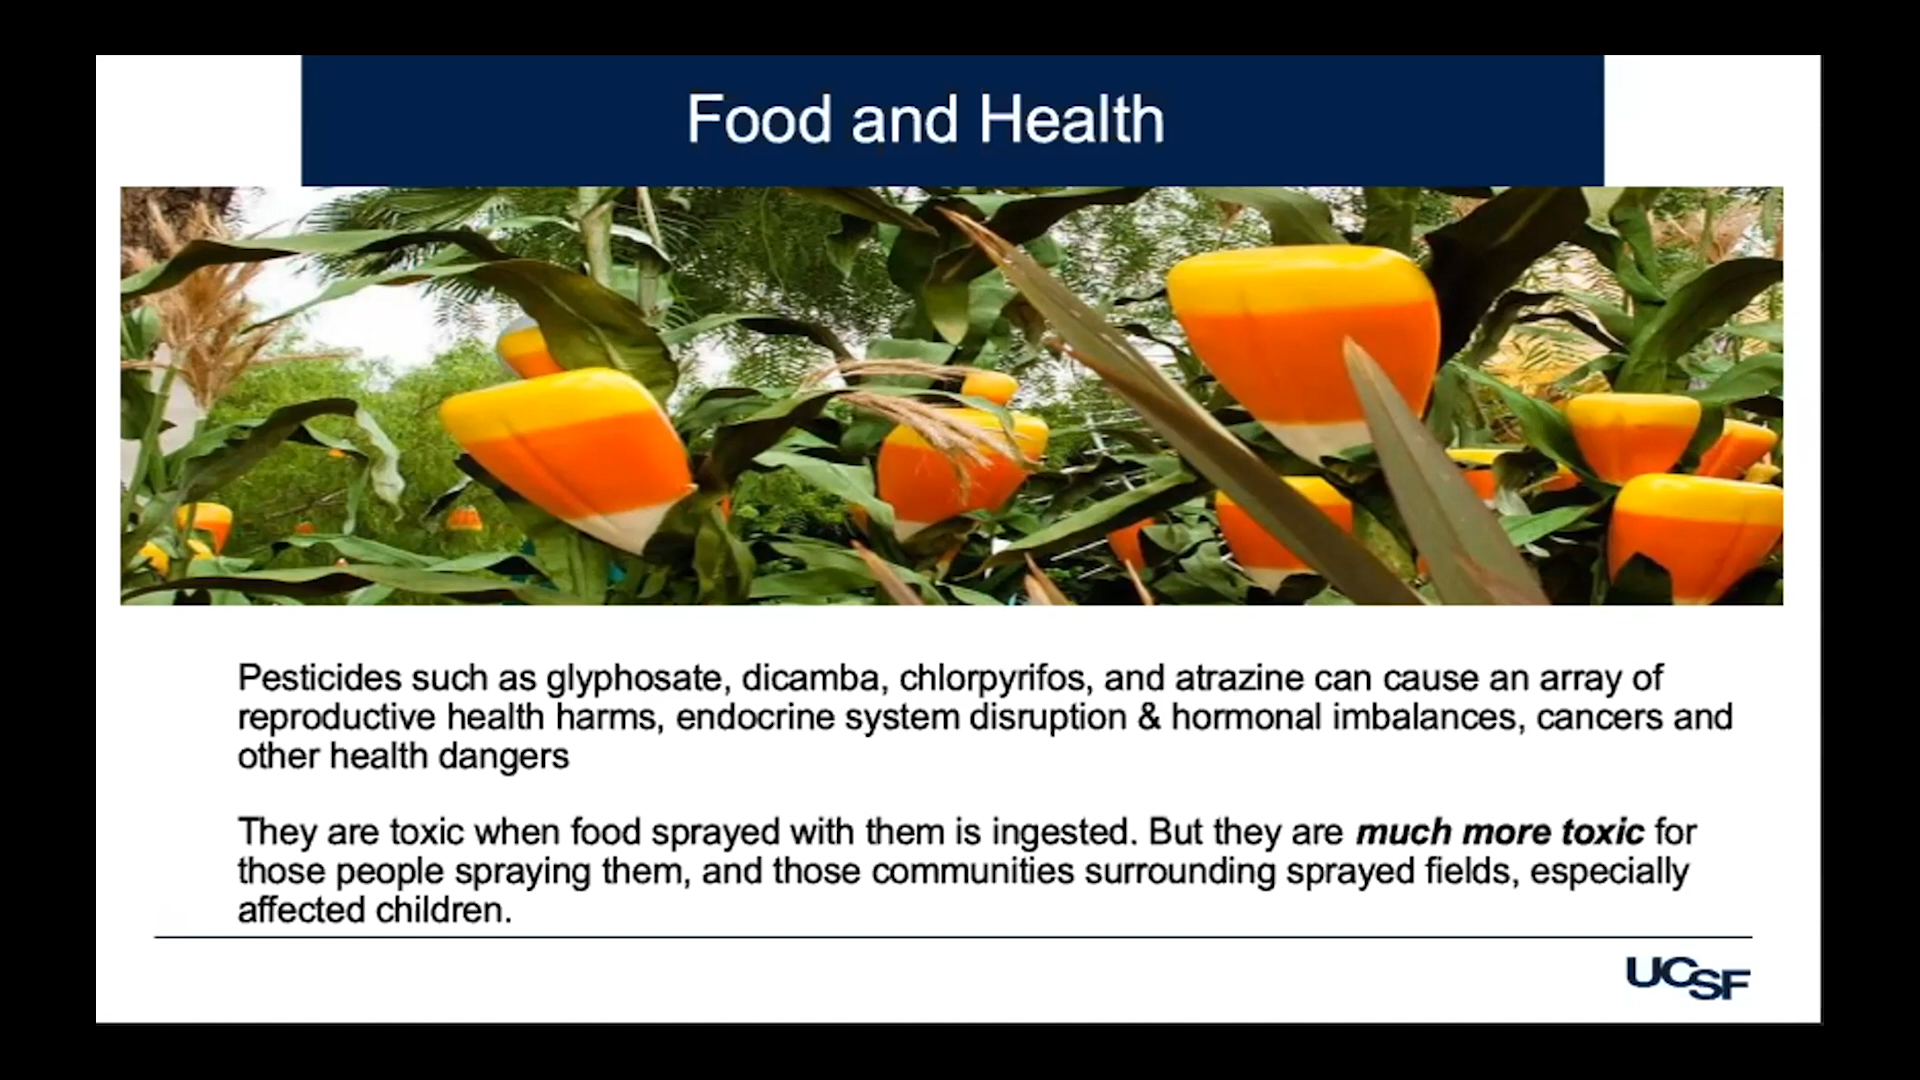 Food and Health
Pesticides such as glyphosate, dicamba, chlorpyrifos, and atrazine can cause an array of
reproductive health harms, endocrine system disruption & hormonal imbalances, cancers and
other health dangers
They are toxic when food sprayed with them is ingested. But they are much more toxic for
those people spraying them, and those communities surrounding sprayed fields, especially
affected children.
UCSF